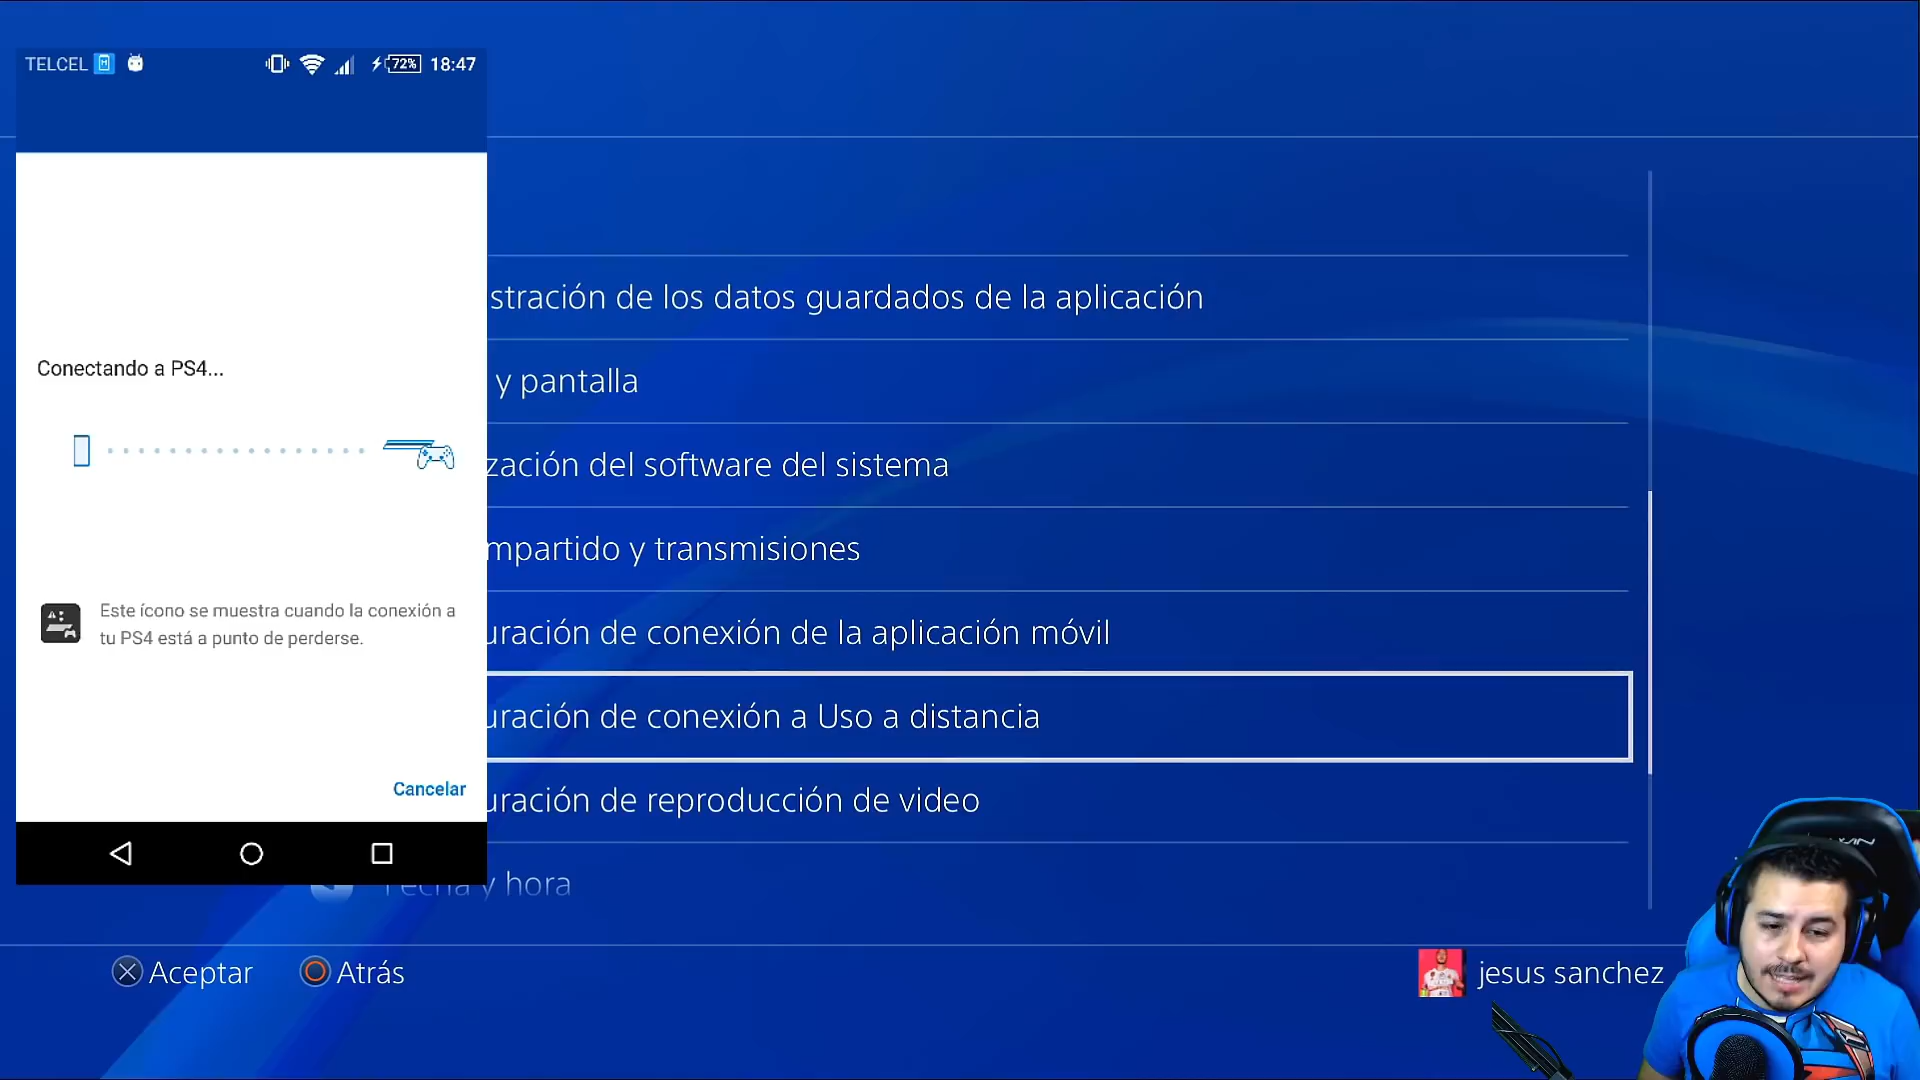 TELCEL
72%
18:47
Conectando a PS4...
Este ícono se muestra cuando la conexión a
tu PS4 está a punto de perderse.
Cancelar
stración de los datos guardados de la aplicación
y pantalla
zación del software del sistema
mpartido y transmisiones
uración de conexión de la aplicación móvil
uración de conexión a Uso a distancia
uración de reproducción de video
Fecha y hora
Aceptar
Atrás
jesus sanchez